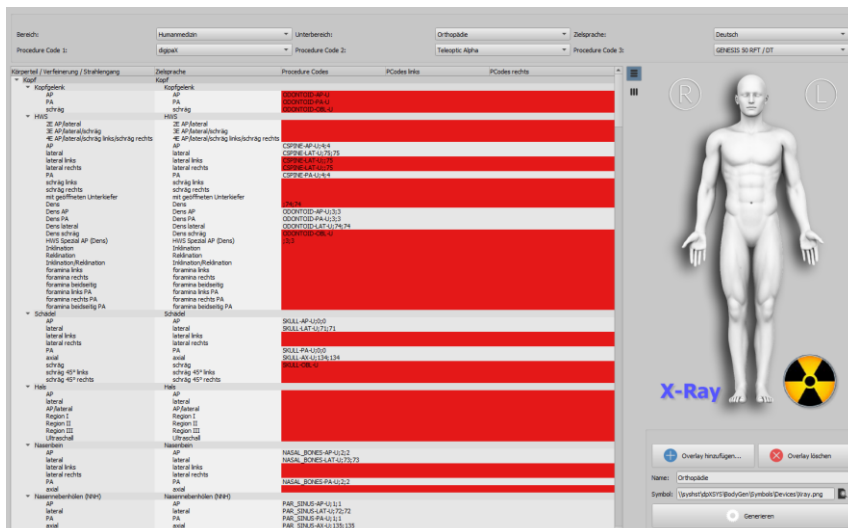 Bereich: Humanmedizin Unterbereich: Orthopädie Zielsprache: Deutsch
Procedure Code 1: digipaX Procedure Code 2: Teleoptic Alpha Procedure Code 3: GENESIS 50 RFT / DT
Körperteil / Verfeinerung / Strahlengang Zielsprache Procedure Codes PCodes links PCodes rechts
Kopf Kopf
Kopfgelenk Kopfgelenk
AP AP ODONTOID-AP-U
PA PA ODONTOID-PA-U
schräg schräg ODONTOID-OBL-U
HWS HWS
2E AP/lateral 2E AP/lateral
3E AP/lateral/schräg 3E AP/lateral/schräg
4E AP/lateral/schräg links/schräg rechts 4E AP/lateral/schräg links/schräg rechts
AP AP CSPINE-AP-U;4;4
lateral lateral CSPINE-LAT-U;75;75
lateral links lateral links CSPINE-LAT-U;75
lateral rechts lateral rechts CSPINE-LAT-U;75
PA PA CSPINE-PA-U;4;4
schräg links schräg links
schräg rechts schräg rechts
mit geöffneten Unterkiefer mit geöffneten Unterkiefer
Dens Dens ;74;74
Dens AP Dens AP ODONTOID-AP-U;3;3
Dens PA Dens PA ODONTOID-PA-U;3;3
Dens lateral Dens lateral ODONTOID-LAT-U;74;74
Dens schräg Dens schräg ODONTOID-OBL-U
HWS Spezial AP (Dens) HWS Spezial AP (Dens) ;3;3
Inklination Inklination
Reklination Reklination
Inklination/Reklination Inklination/Reklination
foramina links foramina links
foramina rechts foramina rechts
foramina beidseitig foramina beidseitig
foramina links PA foramina links PA
foramina rechts PA foramina rechts PA
foramina beidseitig PA foramina beidseitig PA
Schädel Schädel
AP AP SKULL-AP-U;0;0
lateral lateral SKULL-LAT-U;71;71
lateral links lateral links
lateral rechts lateral rechts
PA PA SKULL-PA-U;0;0
axial axial SKULL-AX-U;134;134
schräg schräg SKULL-OBL-U
schräg 45° links schräg 45° links
schräg 45° rechts schräg 45° rechts
Hals Hals
AP AP
lateral lateral
AP/lateral AP/lateral
Region I Region I
Region II Region II
Region III Region III
Ultraschall Ultraschall
Nasenbein Nasenbein
AP AP NASAL_BONES-AP-U;2;2
lateral lateral NASAL_BONES-LAT-U;73;73
lateral links lateral links
lateral rechts lateral rechts
PA PA NASAL_BONES-PA-U;2;2
axial axial
Nasennebenhölen (NNH) Nasennebenhölen (NNH)
AP AP PAR_SINUS-AP-U;1;1
lateral lateral PAR_SINUS-LAT-U;72;72
PA PA PAR_SINUS-PA-U;1;1
axial axial PAR_SINUS-AX-U;135;135
R L
X-Ray
Overlay hinzufügen... Overlay löschen
Name: Orthopädie
Symbol: \BodyGen\Symbols\Devices\Xray.png
Generieren